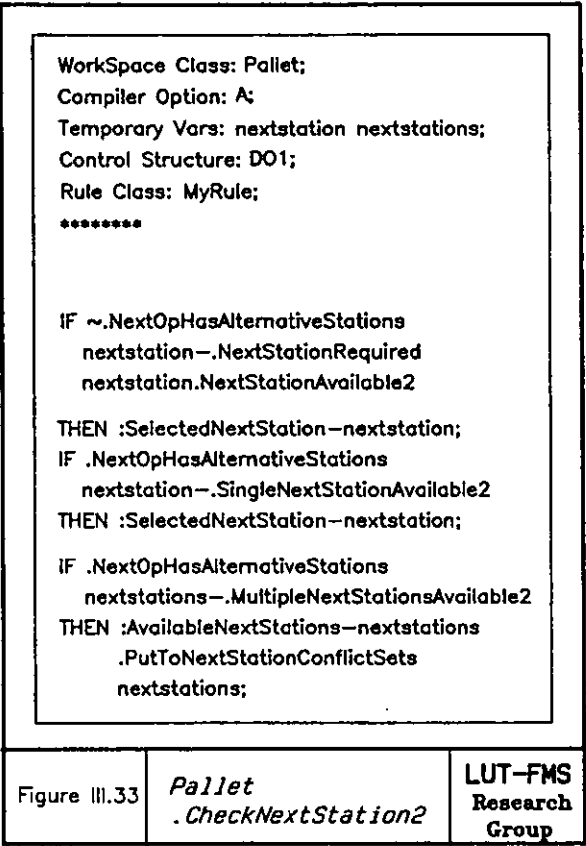 WorkSpace Class: Pallet;
Compiler Option: A;
Temporary Vars: nextstation nextstations;
Control Structure: DO1;
Rule Class: MyRule;
********
IF ~.NextOpHasAlternativeStations
nextstation—.NextStationRequired
nextstation.NextStationAvailable2
THEN :SelectedNextStation—nextstation;
IF .NextOpHasAlternativeStations
nextstation—.SingleNextStationAvailable2
THEN :SelectedNextStation—nextstation;
IF .NextOpHasAlternativeStations
nextstations—.MultipleNextStationsAvailable2
THEN :AvailableNextStations—nextstations
.PutToNextStationConflictSets
nextstations;
Figure III.33
Pallet
.CheckNextStation2
LUT-FMS
Research
Group